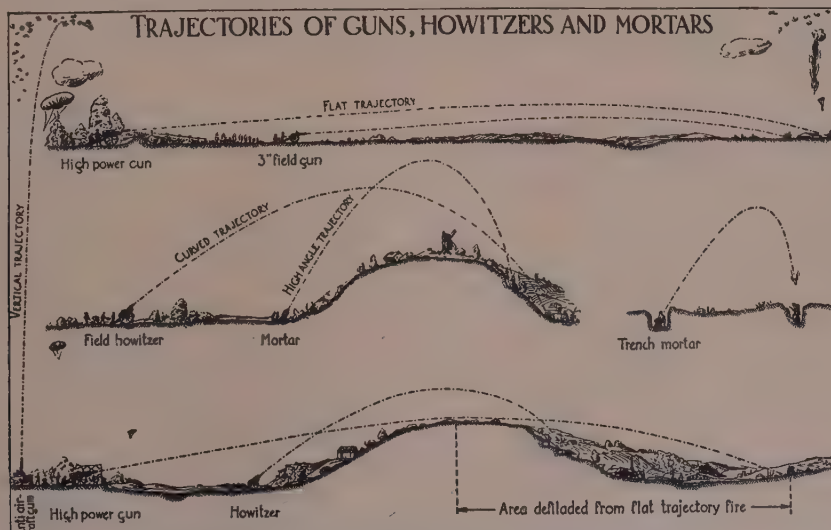 TRAJECTORIES OF GUNS, HOWITZERS AND MORTARS
FLAT TRAJECTORY
High power gun
3" field gun
VERTICAL TRAJECTORY
CURVED TRAJECTORY
HIGH ANGLE TRAJECTORY
Field howitzer
Mortar
Trench mortar
High power gun
Howitzer
Area defiladed from flat trajectory fire